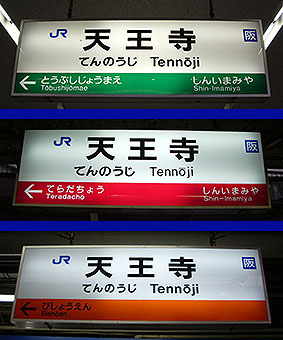 JR 天王寺 阪
てんのうじ Tennōji
← とうぶしじょうまえ しんいまみや
Tōbushijōmae Shin-Imamiya
JR 天王寺 阪
てんのうじ Tennōji
← てらだちょう しんいまみや
Teradachō Shin-Imamiya
JR 天王寺 阪
てんのうじ Tennōji
← びしょうえん
Bishōen